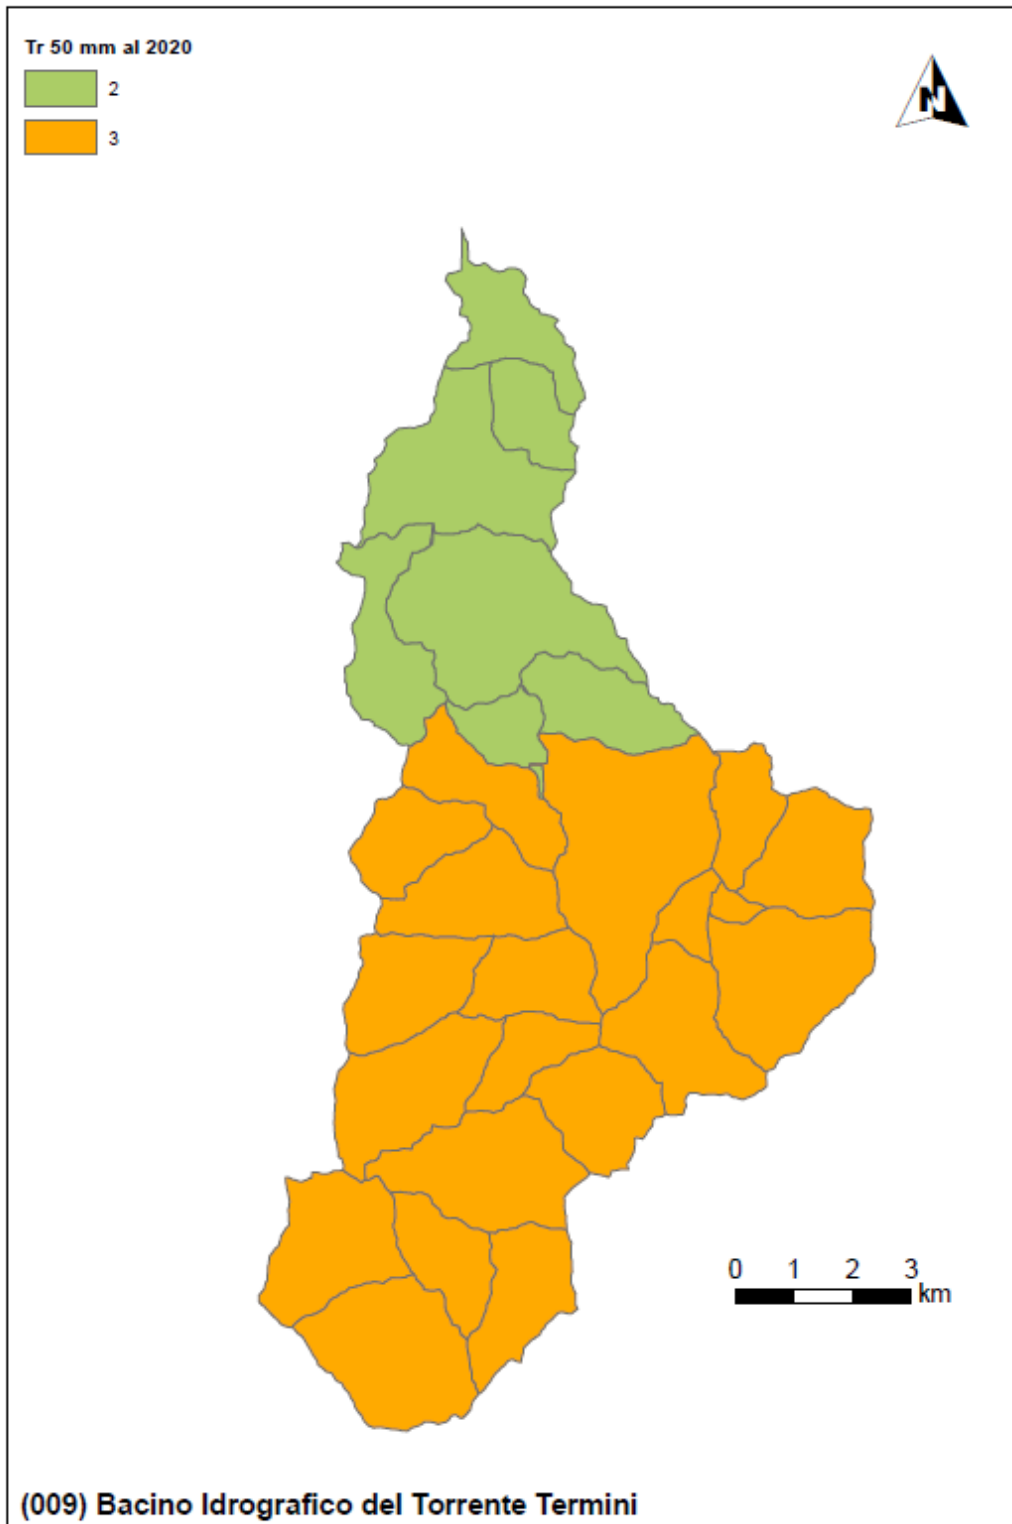 Tr 50 mm al 2020
2
3
N
0 1 2 3
km
(009) Bacino Idrografico del Torrente Termini